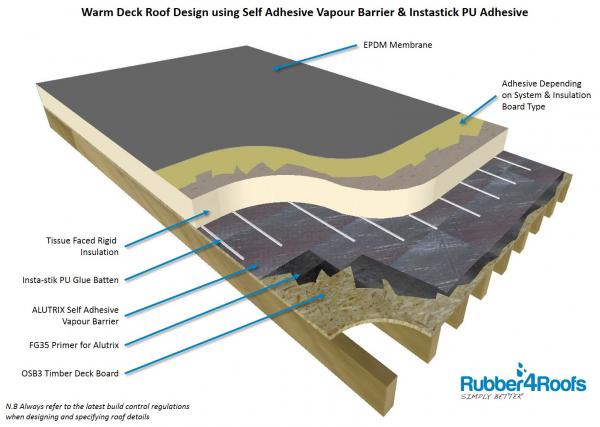 Warm Deck Roof Design using Self Adhesive Vapour Barrier & Instastick PU Adhesive
EPDM Membrane
Adhesive Depending
on System & Insulation
Board Type
Tissue Faced Rigid
Insulation
Insta-stik PU Glue Batten
ALUTRIX Self Adhesive
Vapour Barrier
FG35 Primer for Alutrix
OSB3 Timber Deck Board
N.B Always refer to the latest build control regulations
when designing and specifying roof details
Rubber4Roofs
SIMPLY BETTER